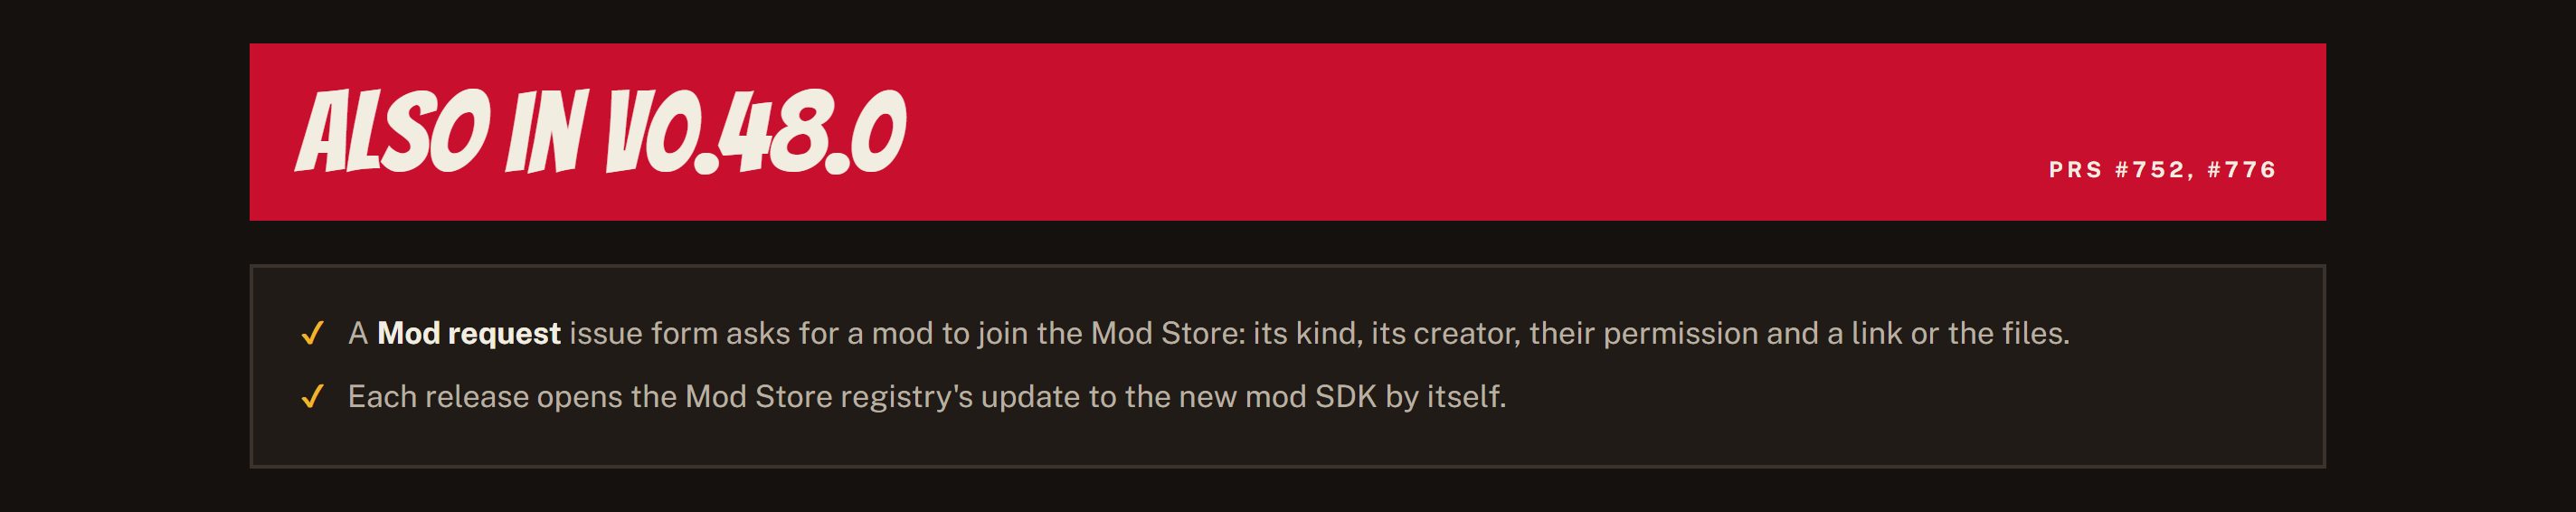 ALSO IN V0.48.0
PRS #752, #776
✓ A Mod request issue form asks for a mod to join the Mod Store: its kind, its creator, their permission and a link or the files.
✓ Each release opens the Mod Store registry's update to the new mod SDK by itself.